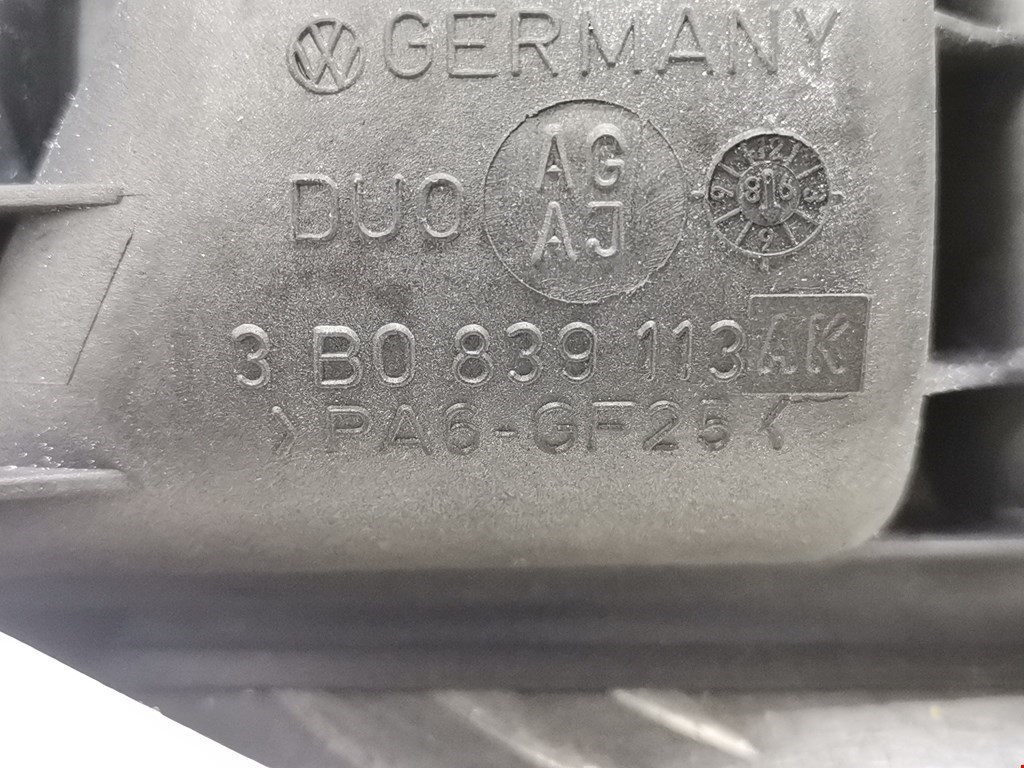 GERMANY
DUO AG AJ
3 B0 839 113 AK
>PA6-GF25<